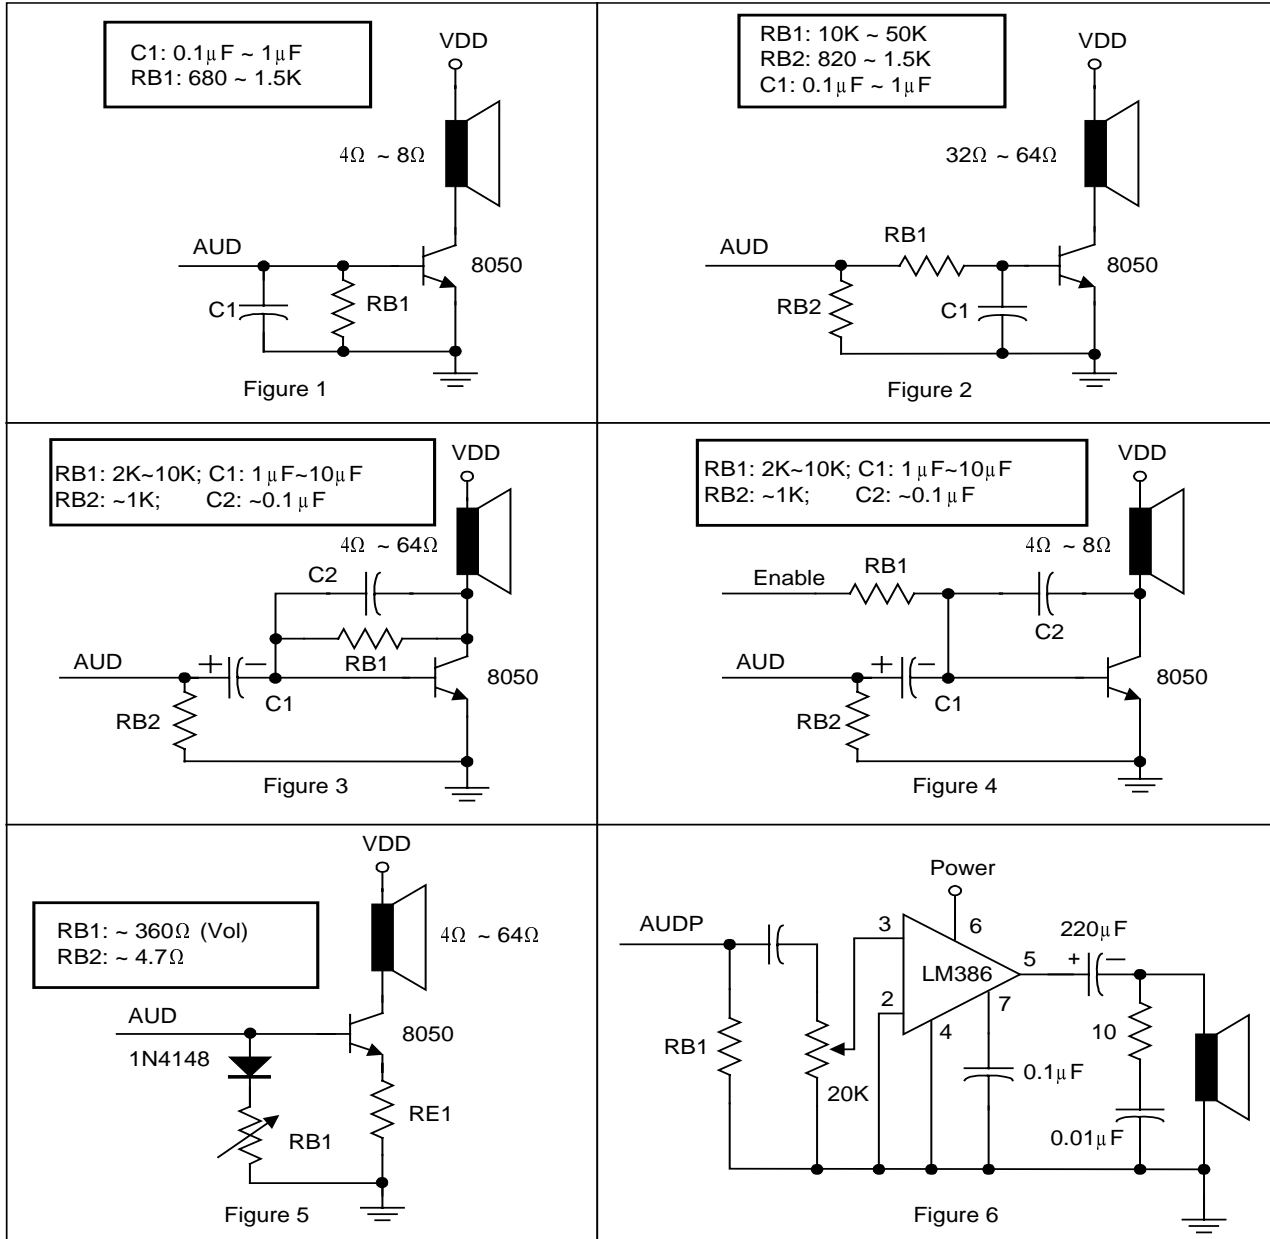 C1: 0.1μF ~ 1μF
RB1: 680 ~ 1.5K
VDD
4Ω ~ 8Ω
AUD
8050
C1
RB1
Figure 1
RB1: 10K ~ 50K
RB2: 820 ~ 1.5K
C1: 0.1μF ~ 1μF
VDD
32Ω ~ 64Ω
RB1
AUD
8050
RB2
C1
Figure 2
RB1: 2K~10K; C1: 1μF~10μF
RB2: ~1K; C2: ~0.1μF
VDD
4Ω ~ 64Ω
C2
RB1
AUD
+ −
8050
C1
RB2
Figure 3
RB1: 2K~10K; C1: 1μF~10μF
RB2: ~1K; C2: ~0.1μF
VDD
4Ω ~ 8Ω
RB1
Enable
C2
AUD
+ −
8050
C1
RB2
Figure 4
VDD
RB1: ~ 360Ω (Vol)
RB2: ~ 4.7Ω
4Ω ~ 64Ω
AUD
8050
1N4148
RE1
RB1
Figure 5
Power
AUDP
3
6
220μF
+ −
5
LM386
2
7
4
RB1
10
0.1μF
20K
0.01μF
Figure 6